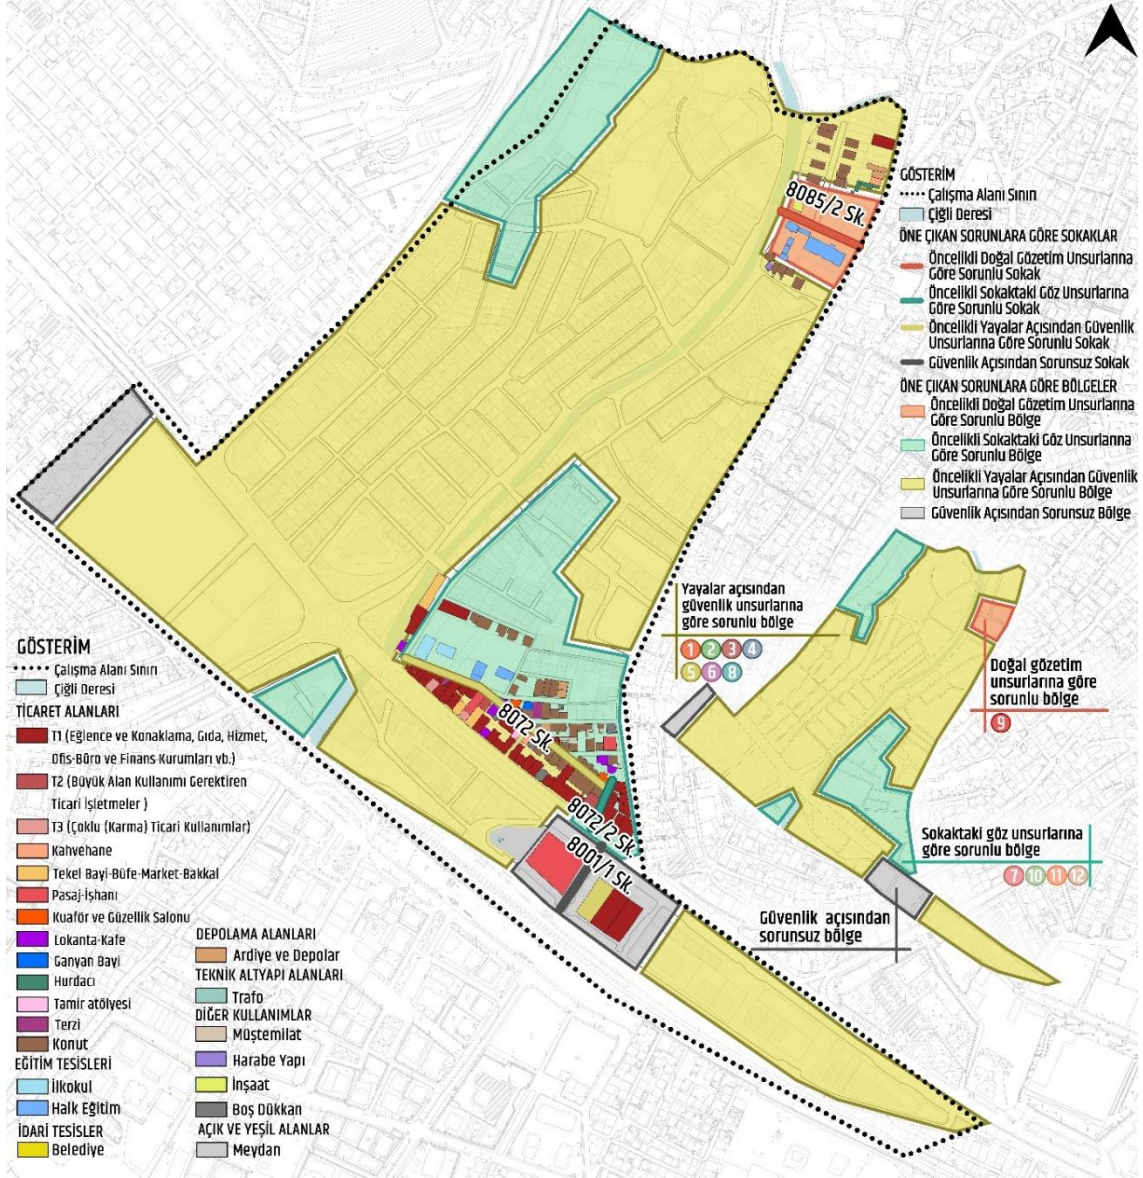 8085/2 Sk.
GÖSTERİM
Çalışma Alanı Sınırı
Çiğli Deresi
ÖNE ÇIKAN SORUNLARA GÖRE SOKAKLAR
Öncelikli Doğal Gözetim Unsurlarına
Göre Sorunlu Sokak
Öncelikli Sokaktaki Göz Unsurlarına
Göre Sorunlu Sokak
Öncelikli Yayalar Açısından Güvenlik
Unsurlarına Göre Sorunlu Sokak
Güvenlik Açısından Sorunsuz Sokak
ÖNE ÇIKAN SORUNLARA GÖRE BÖLGELER
Öncelikli Doğal Gözetim Unsurlarına
Göre Sorunlu Bölge
Öncelikli Sokaktaki Göz Unsurlarına
Göre Sorunlu Bölge
Öncelikli Yayalar Açısından Güvenlik
Unsurlarına Göre Sorunlu Bölge
Güvenlik Açısından Sorunsuz Bölge
Yayalar açısından
güvenlik unsurlarına
göre sorunlu bölge
1 2 3 4
5 6 8
Doğal gözetim
unsurlarına göre
sorunlu bölge
9
Sokaktaki göz unsurlarına
göre sorunlu bölge
7 10 11 12
Güvenlik açısından
sorunsuz bölge
8072 Sk.
8072/2 Sk.
8001/1 Sk.
GÖSTERİM
Çalışma Alanı Sınırı
Çiğli Deresi
TİCARET ALANLARI
T1 (Eğlence ve Konaklama, Gıda, Hizmet,
Ofis-Büro ve Finans Kurumları vb.)
T2 (Büyük Alan Kullanımı Gerektiren
Ticari İşletmeler )
T3 (Çoklu (Karma) Ticari Kullanımlar)
Kahvehane
Tekel Bayi-Büfe-Market-Bakkal
Pasaj-İşhanı
Kuaför ve Güzellik Salonu
Lokanta-Kafe
Ganyan Bayi
Hurdacı
Tamir atölyesi
Terzi
Konut
EĞİTİM TESİSLERİ
İlkokul
Halk Eğitim
İDARİ TESİSLER
Belediye
DEPOLAMA ALANLARI
Ardiye ve Depolar
TEKNİK ALTYAPI ALANLARI
Trafo
DİĞER KULLANIMLAR
Müştemilat
Harabe Yapı
İnşaat
Boş Dükkan
AÇIK VE YEŞİL ALANLAR
Meydan